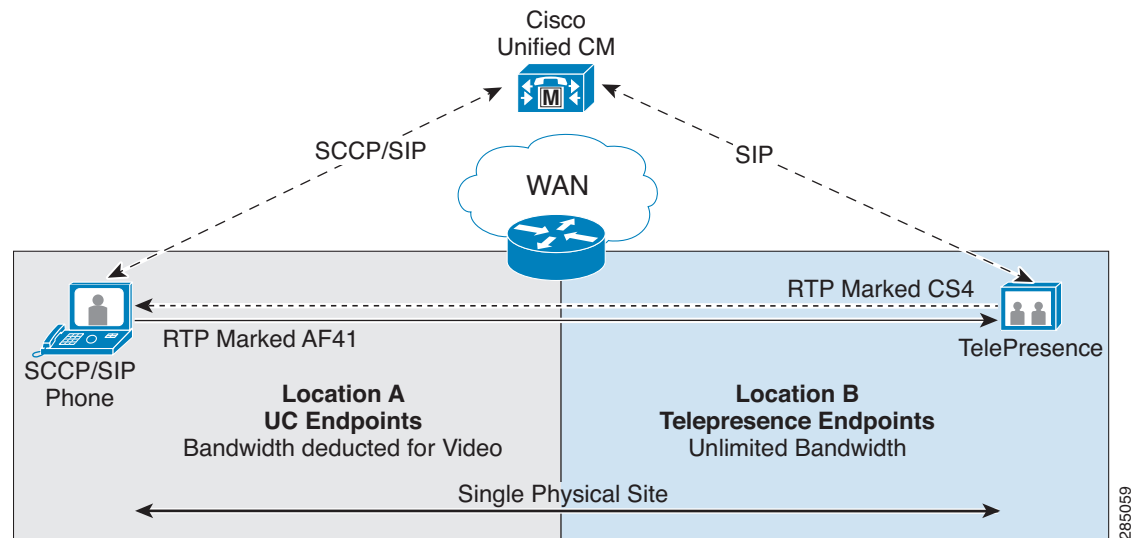 Cisco
Unified CM
M
SCCP/SIP
SIP
WAN
RTP Marked CS4
RTP Marked AF41
SCCP/SIP
Phone
TelePresence
Location A
UC Endpoints
Bandwidth deducted for Video
Location B
Telepresence Endpoints
Unlimited Bandwidth
Single Physical Site
285059